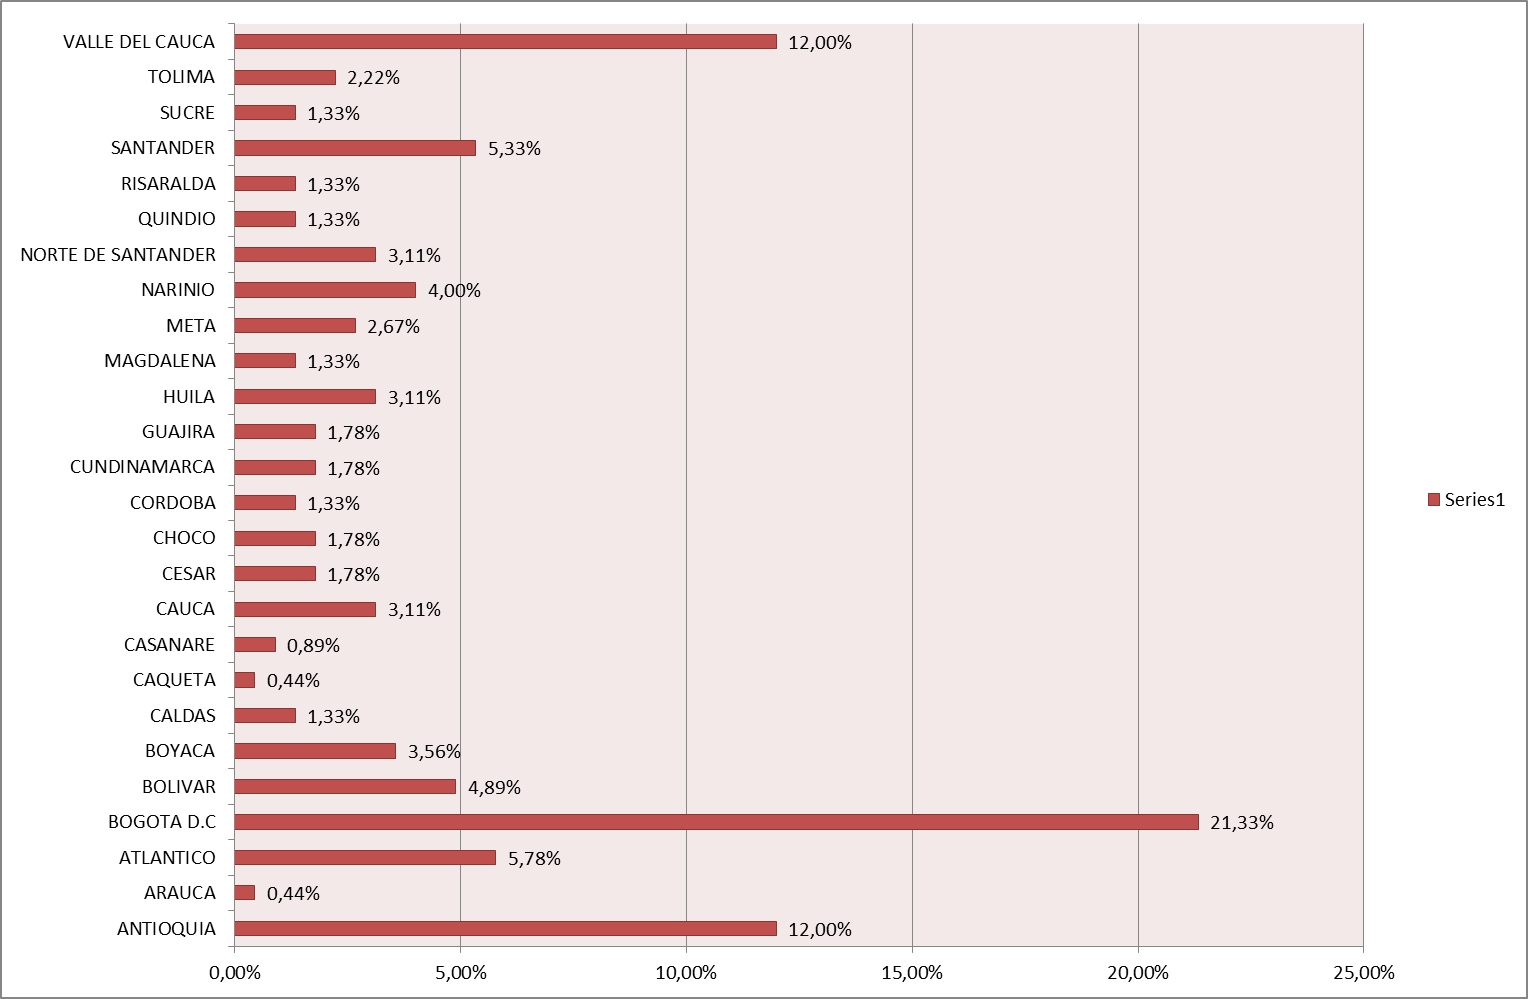 VALLE DEL CAUCA 12,00%
TOLIMA 2,22%
SUCRE 1,33%
SANTANDER 5,33%
RISARALDA 1,33%
QUINDIO 1,33%
NORTE DE SANTANDER 3,11%
NARINIO 4,00%
META 2,67%
MAGDALENA 1,33%
HUILA 3,11%
GUAJIRA 1,78%
CUNDINAMARCA 1,78%
CORDOBA 1,33%
Series1
CHOCO 1,78%
CESAR 1,78%
CAUCA 3,11%
CASANARE 0,89%
CAQUETA 0,44%
CALDAS 1,33%
BOYACA 3,56%
BOLIVAR 4,89%
BOGOTA D.C 21,33%
ATLANTICO 5,78%
ARAUCA 0,44%
ANTIOQUIA 12,00%
0,00% 5,00% 10,00% 15,00% 20,00% 25,00%